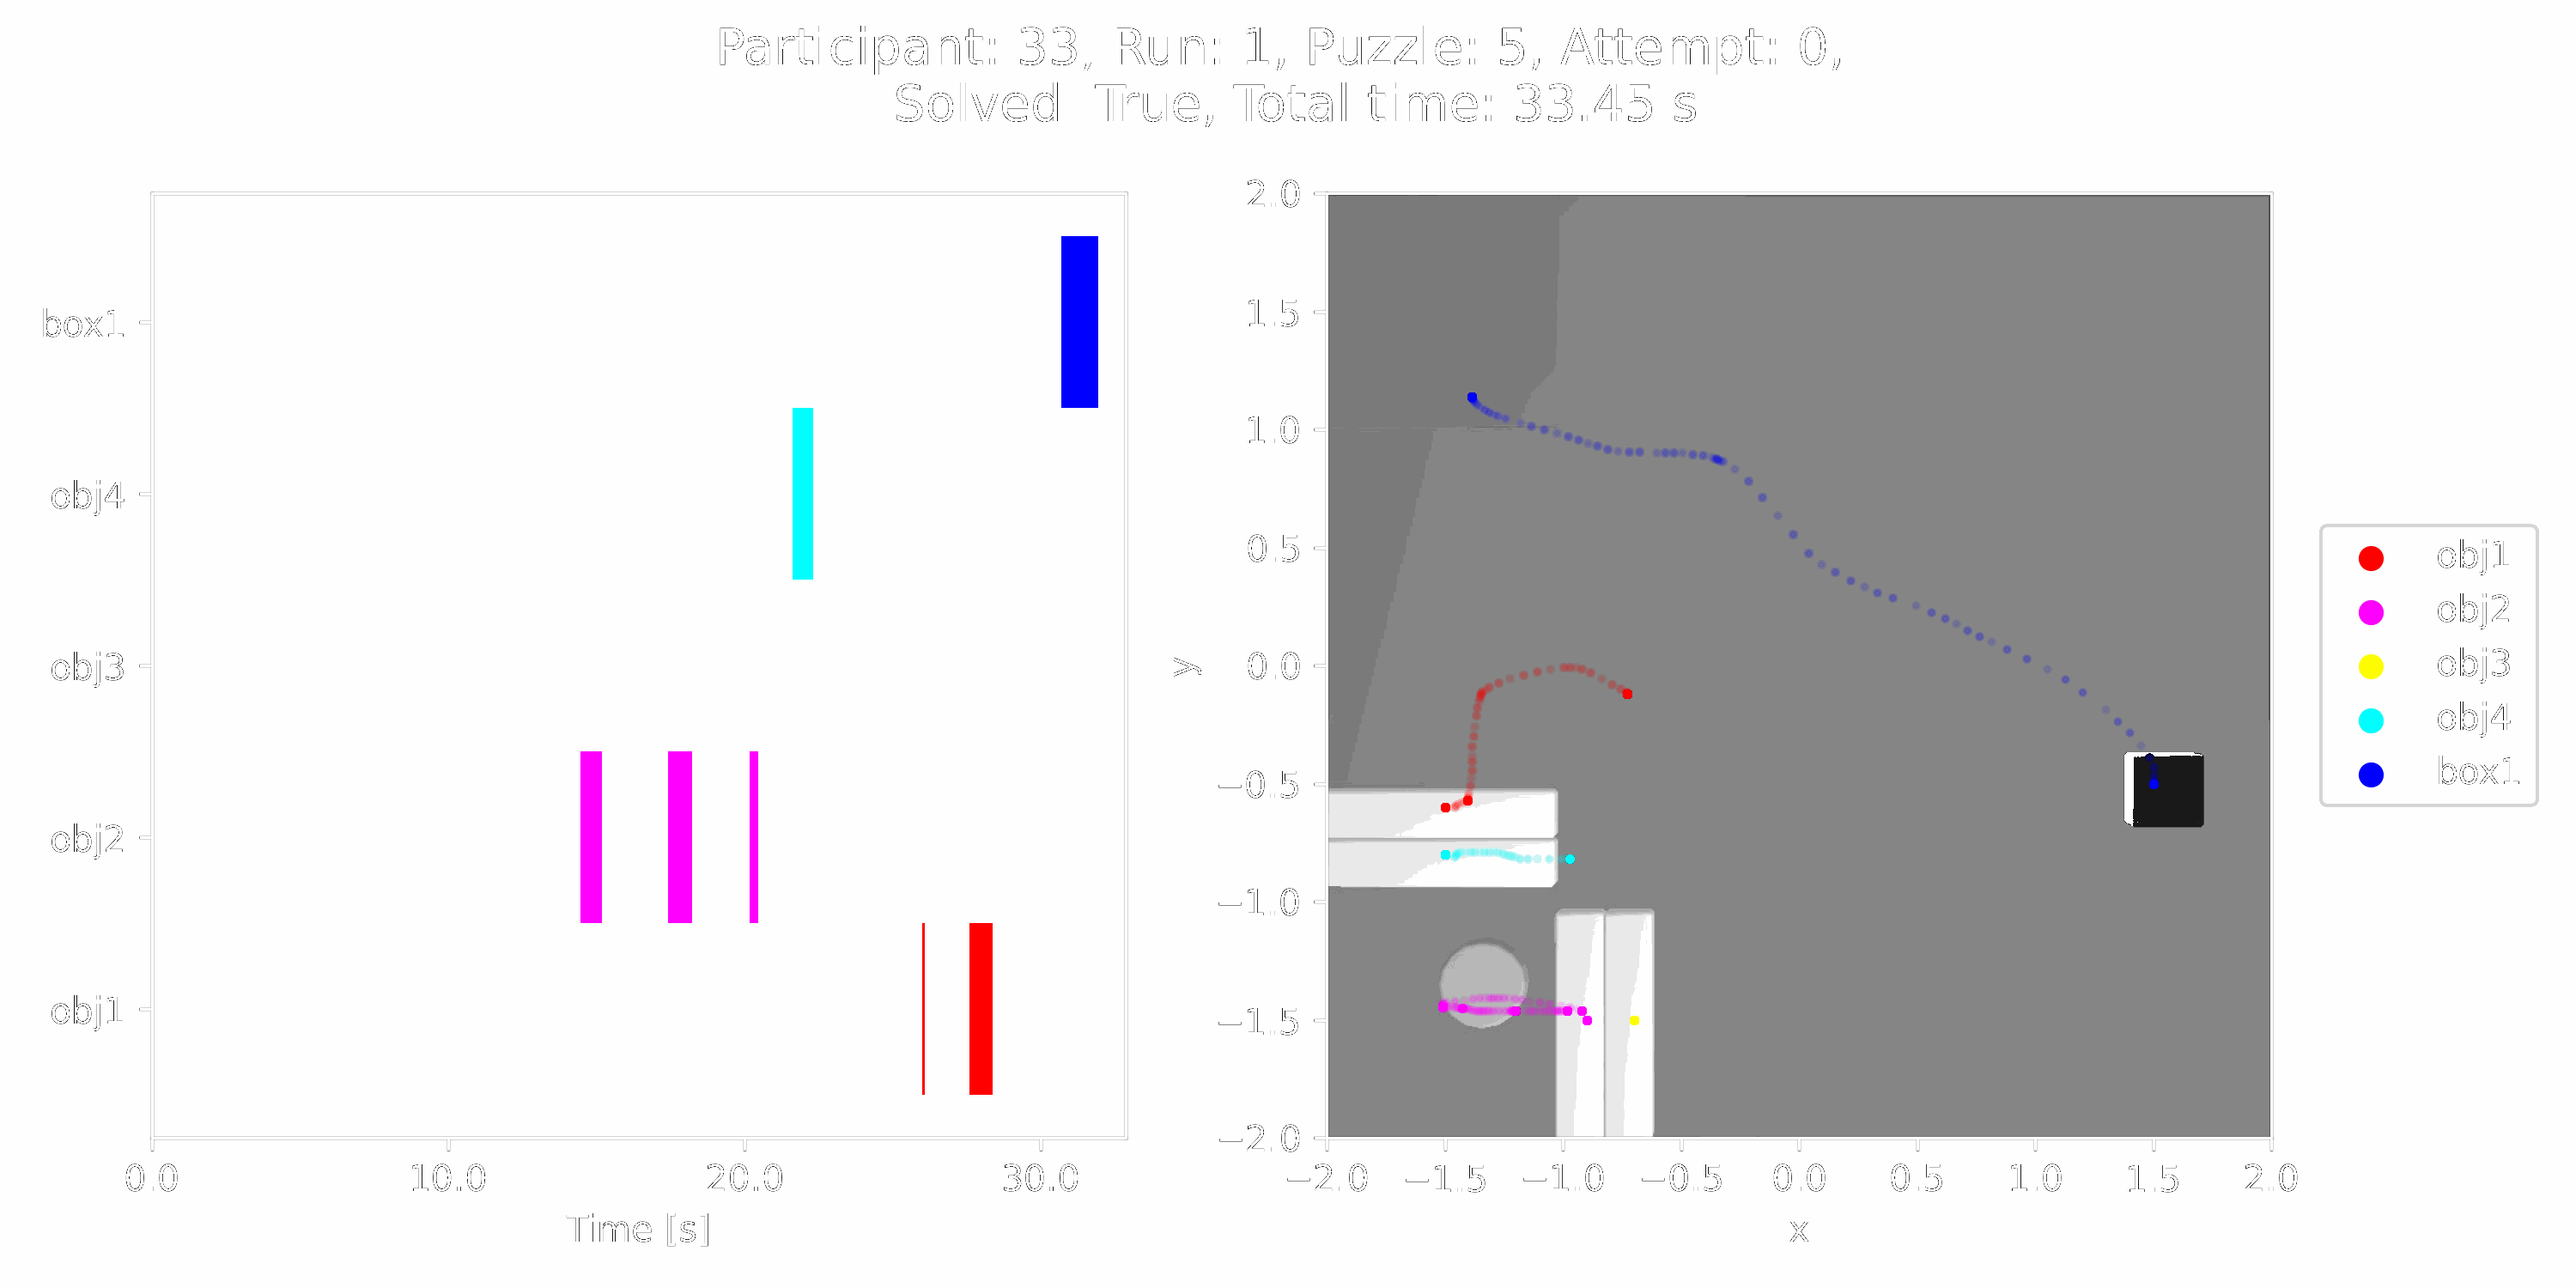 Participant: 33, Run: 1, Puzzle: 5, Attempt: 0,
Solved True, Total time: 33.45 s
box1
obj4
obj3
obj2
obj1
0.0 10.0 20.0 30.0
Time [s]
2.0
1.5
1.0
0.5
0.0
−0.5
−1.0
−1.5
−2.0
y
−2.0 −1.5 −1.0 −0.5 0.0 0.5 1.0 1.5 2.0
x
obj1
obj2
obj3
obj4
box1